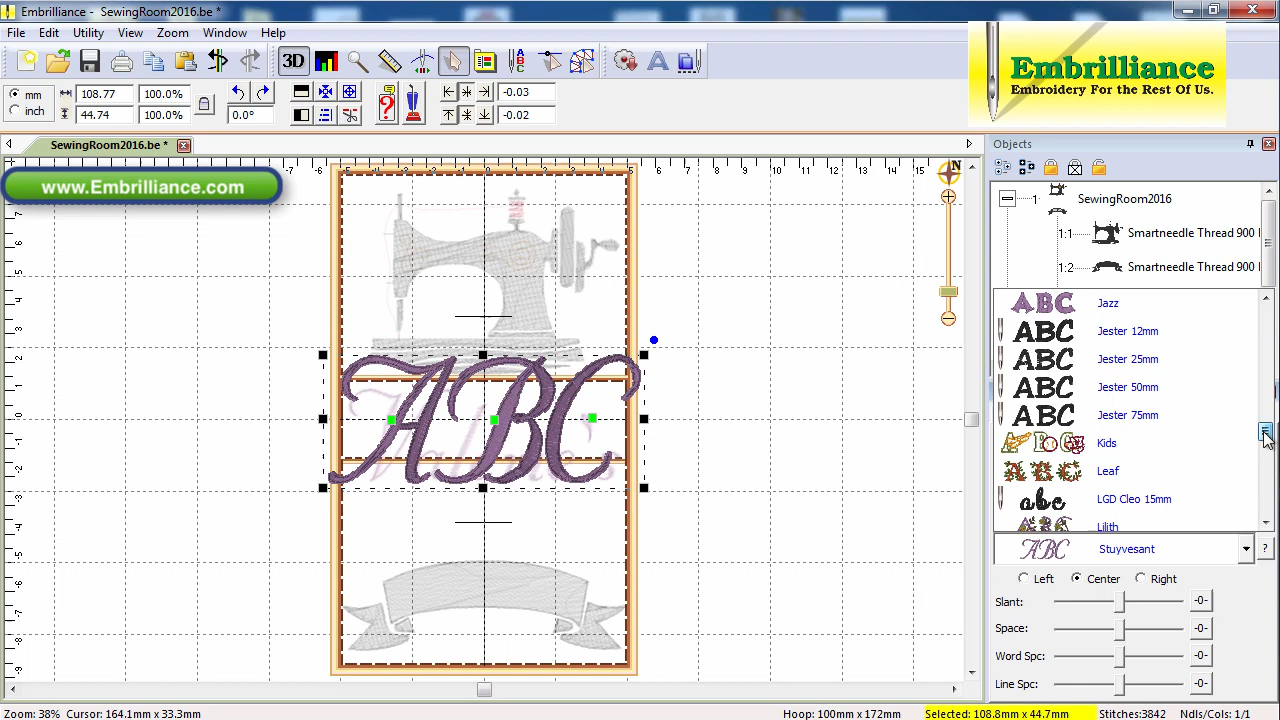 Embrilliance - SewingRoom2016.be *
File Edit Utility View Zoom Window Help
3D
mm 108.77 100.0% -0.03
inch 44.74 100.0% 0.0° -0.02
Embrilliance
Embroidery For the Rest Of Us.
SewingRoom2016.be *
www.Embrilliance.com
N
ABC
Objects
1 SewingRoom2016
1:1 Smartneedle Thread 900
1:2 Smartneedle Thread 900
ABC Jazz
ABC Jester 12mm
ABC Jester 25mm
ABC Jester 50mm
ABC Jester 75mm
ABC Kids
ABC Leaf
abc LGD Cleo 15mm
ABC Lilith
ABC Stuyvesant ?
Left Center Right
Slant: -0-
Space: -0-
Word Spc: -0-
Line Spc: -0-
Zoom: 38% Cursor: 164.1mm x 33.3mm Hoop: 100mm x 172mm Selected: 108.8mm x 44.7mm Stitches:3842 Ndls/Cols: 1/1